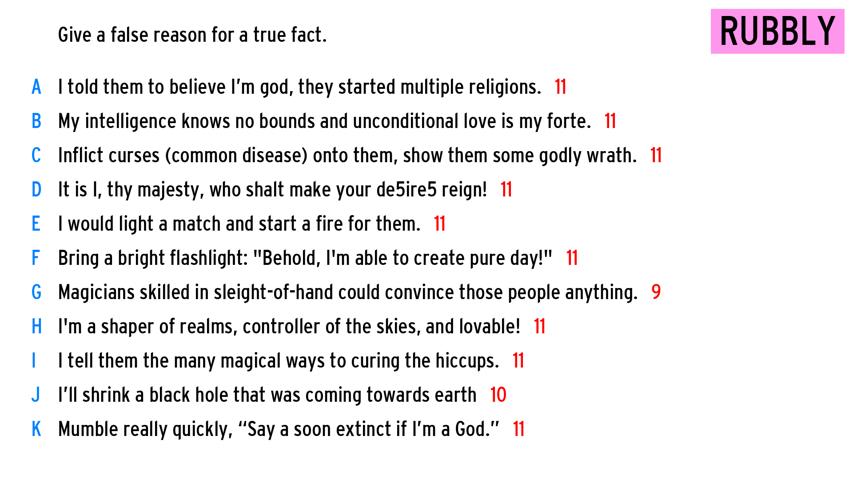 Give a false reason for a true fact.
RUBBLY
A I told them to believe I'm god, they started multiple religions. 11
B My intelligence knows no bounds and unconditional love is my forte. 11
C Inflict curses (common disease) onto them, show them some godly wrath. 11
D It is I, thy majesty, who shalt make your de5ire5 reign! 11
E I would light a match and start a fire for them. 11
F Bring a bright flashlight: "Behold, I'm able to create pure day!" 11
G Magicians skilled in sleight-of-hand could convince those people anything. 9
H I'm a shaper of realms, controller of the skies, and lovable! 11
I I tell them the many magical ways to curing the hiccups. 11
J I'll shrink a black hole that was coming towards earth 10
K Mumble really quickly, “Say a soon extinct if I'm a God.” 11